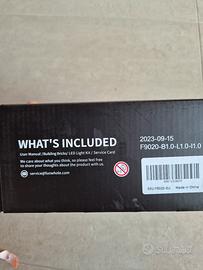 WHAT'S INCLUDED
User Manual /Building Bricks/ LED Light Kit / Service Card
We care about what you think, so please feel free to
share your thoughts about the product with us.
service@funwhole.com
2023-09-15
F9020-B1.0-L1.0-I1.0
Made in China
subito